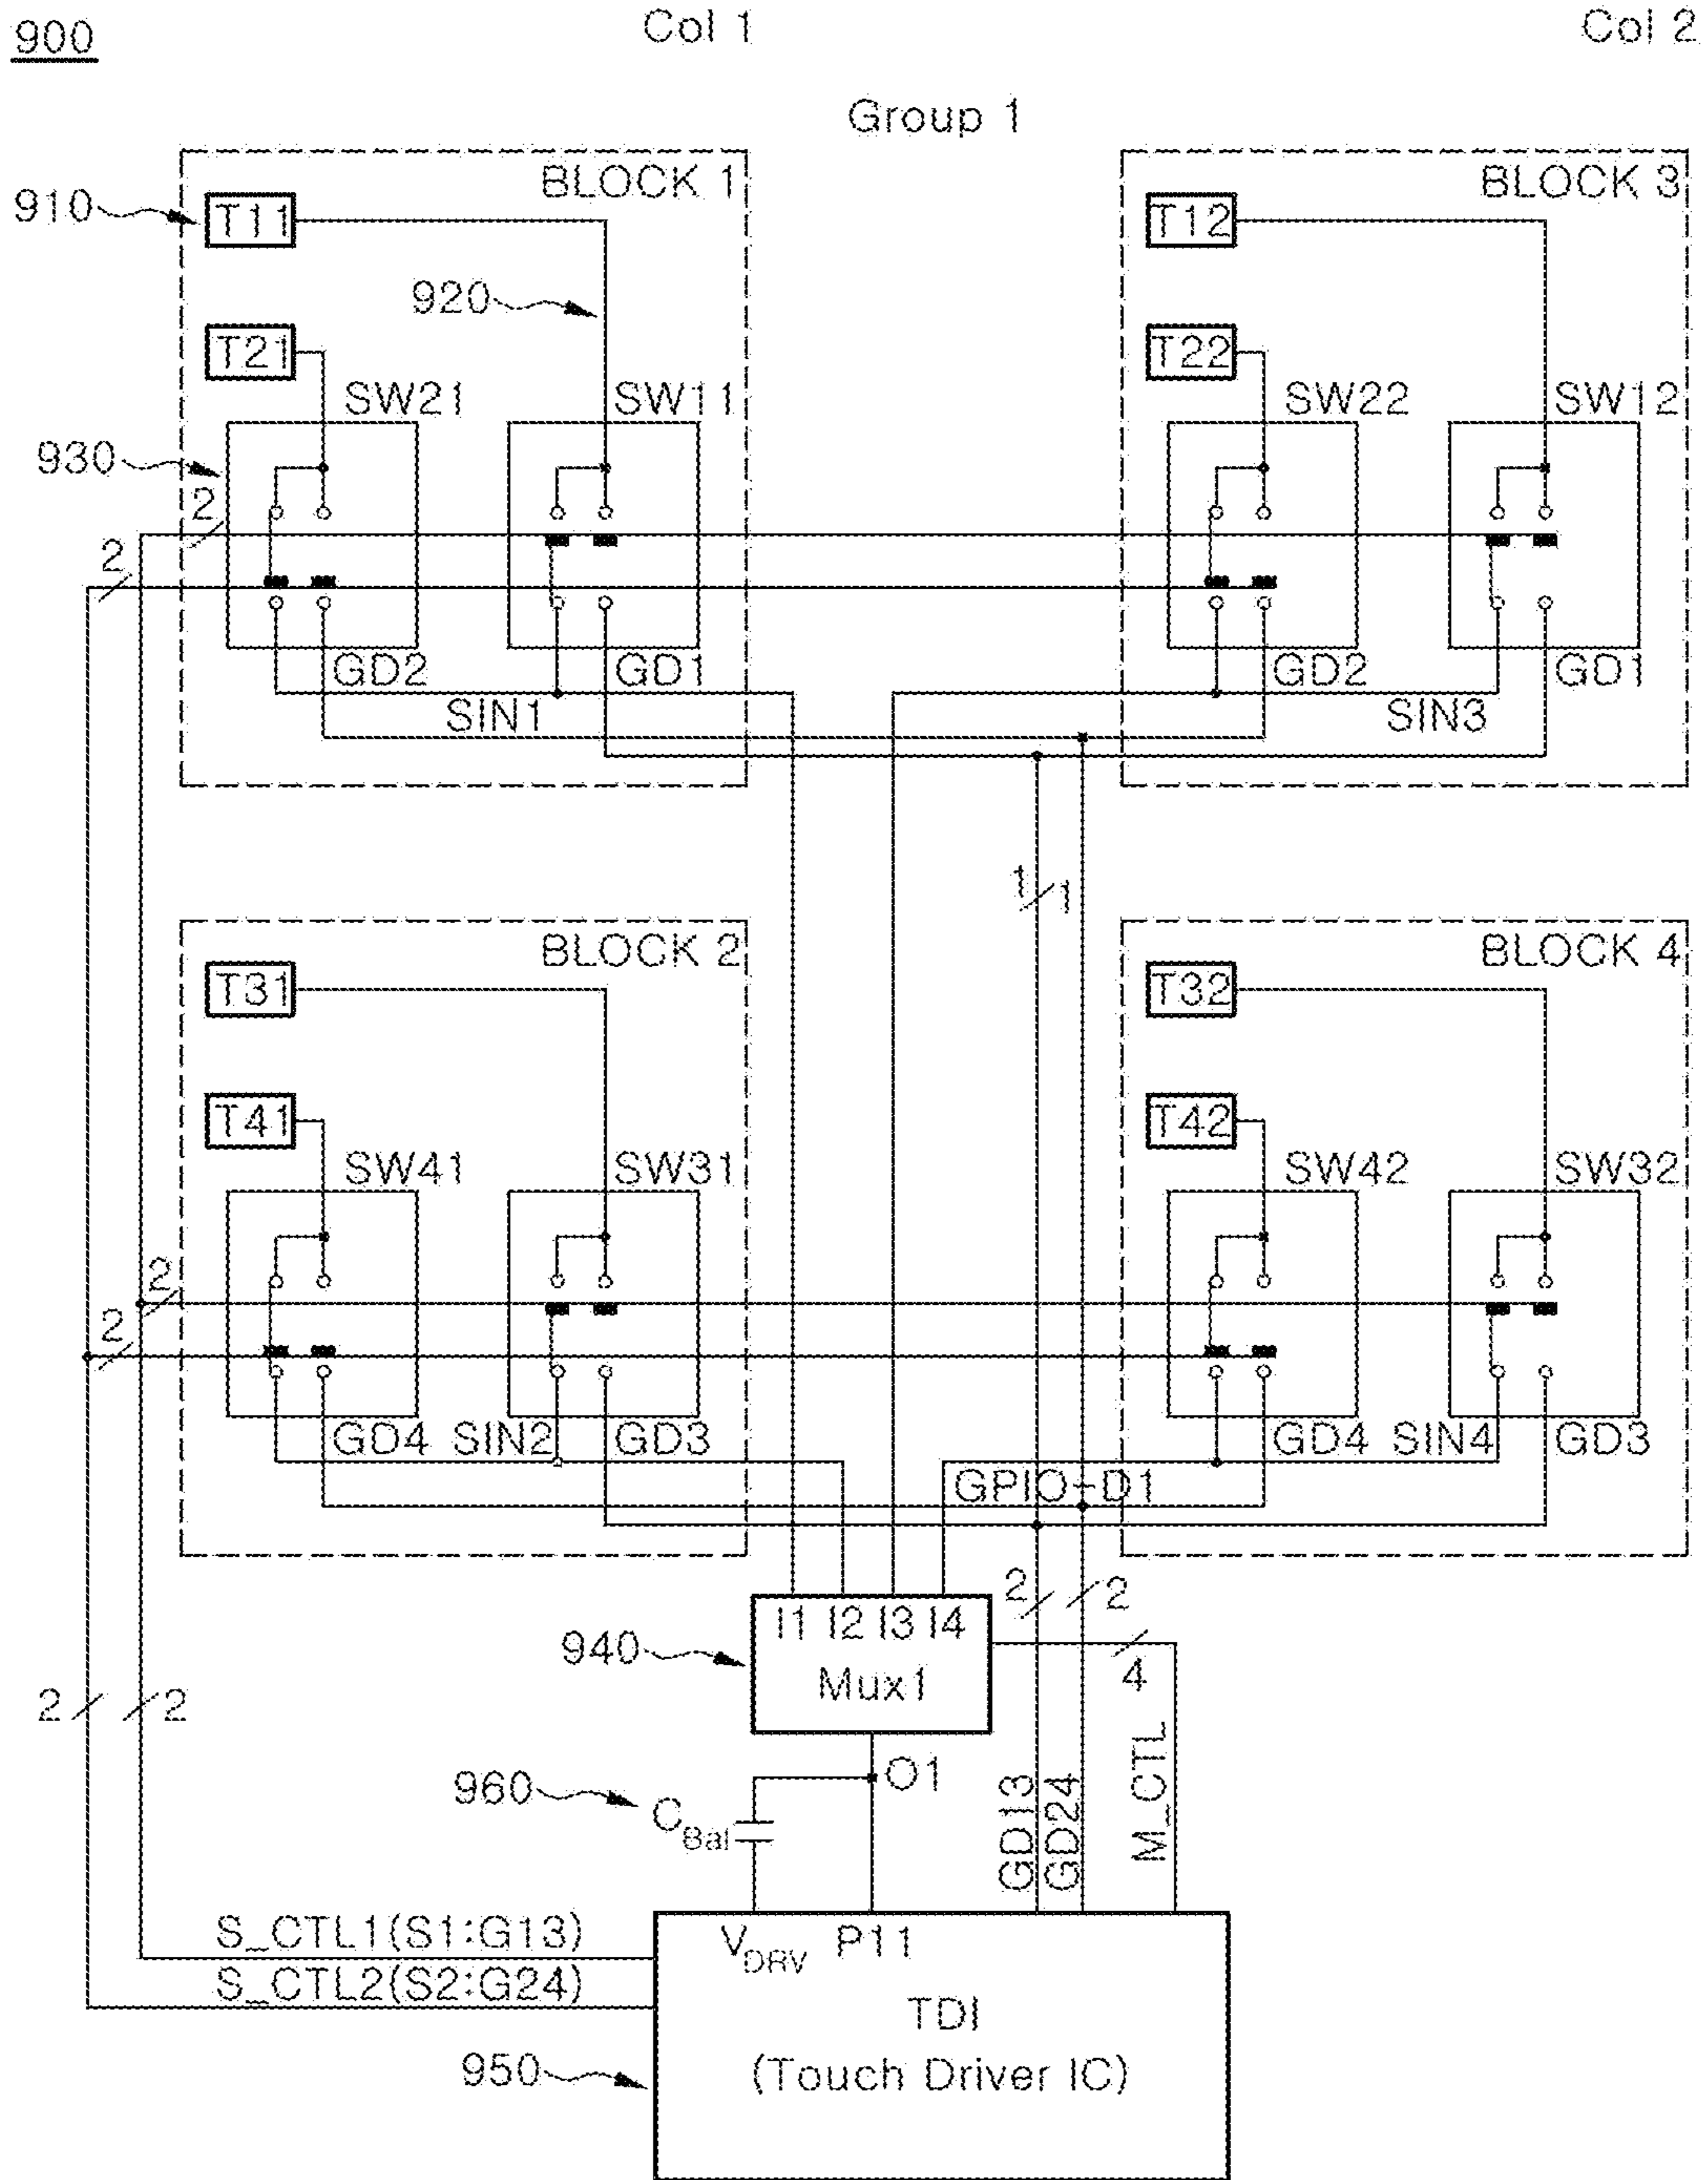 900
Col 1
Col 2
Group 1
BLOCK 1
BLOCK 3
910
T11
T12
920
T21
T22
SW21
SW11
SW22
SW12
930
2
2
GD2
GD1
GD2
GD1
SIN1
SIN3
1
1
BLOCK 2
BLOCK 4
T31
T32
T41
T42
SW41
SW31
SW42
SW32
2
2
GD4
SIN2
GD3
GD4
SIN4
GD3
GPIO-D1
2
2
I1 I2 I3 I4
940
Mux1
4
2
2
O1
960
CBal
GD13
GD24
M_CTL
S_CTL1(S1:G13)
S_CTL2(S2:G24)
VDRV
P11
TDI
950
(Touch Driver IC)